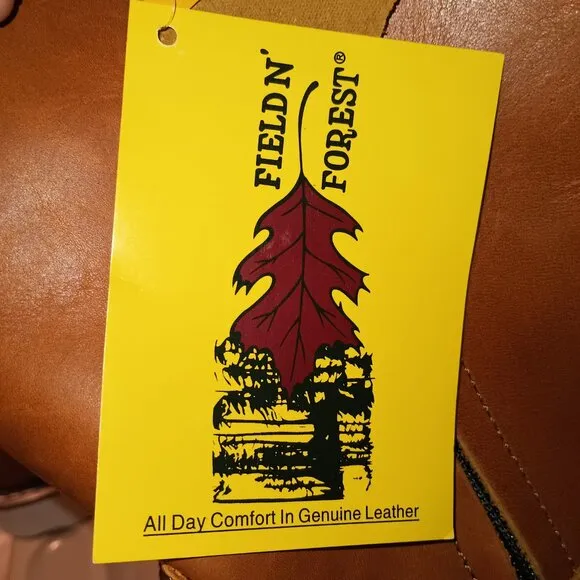 FIELD N'
FOREST®
All Day Comfort In Genuine Leather